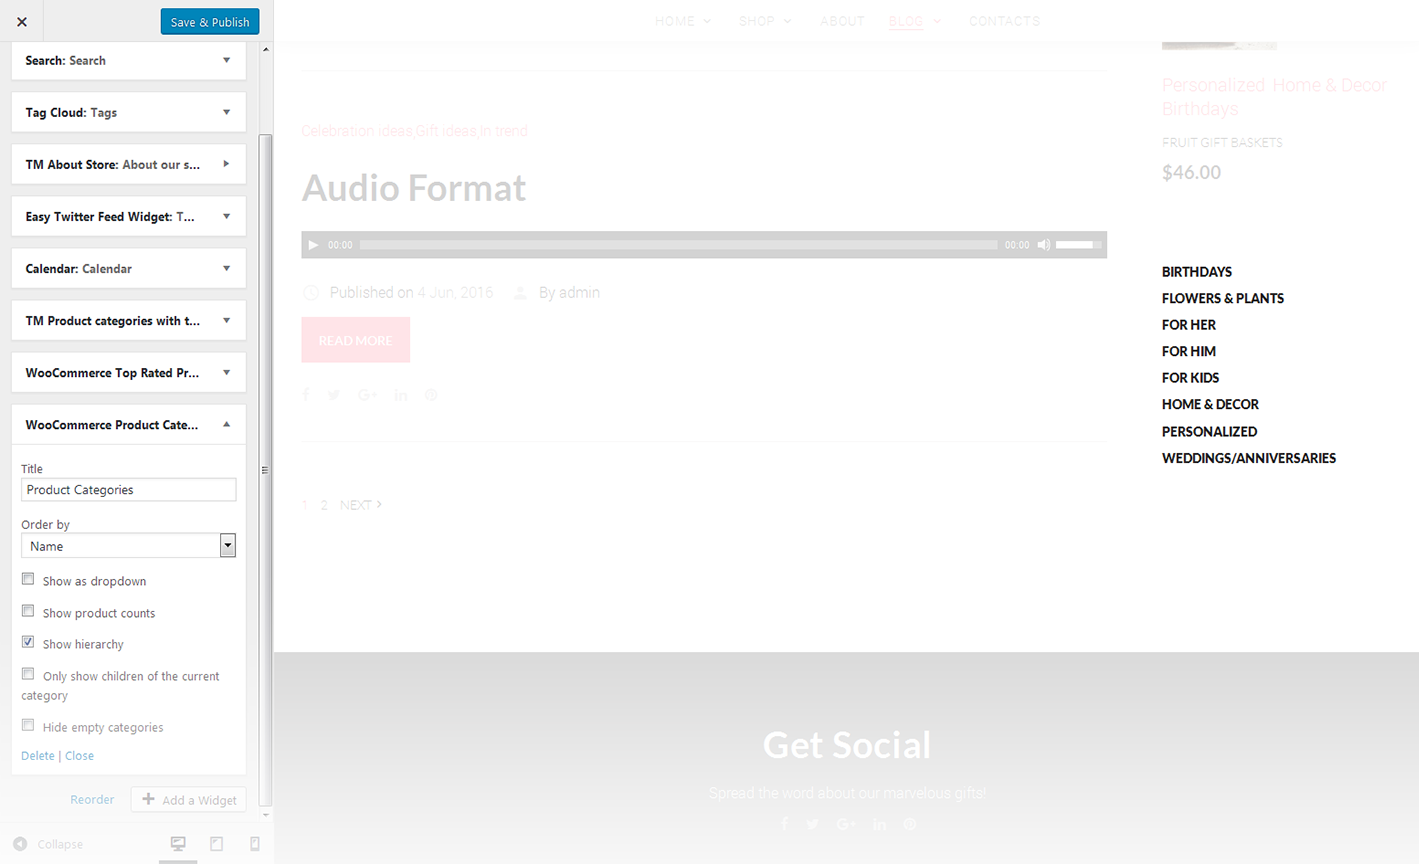 Save & Publish
Search: Search
Tag Cloud: Tags
TM About Store: About our s...
Easy Twitter Feed Widget: T...
Calendar: Calendar
TM Product categories with t...
WooCommerce Top Rated Pr...
WooCommerce Product Cate...
Title
Product Categories
Order by
Name
Show as dropdown
Show product counts
Show hierarchy
Only show children of the current
category
Hide empty categories
Delete | Close
Reorder
Add a Widget
Collapse
HOME SHOP ABOUT BLOG CONTACTS
Celebration ideas,Gift ideas,In trend
Audio Format
00:00 00:00
Published on 4 Jun, 2016 By admin
READ MORE
1 2 NEXT
Personalized Home & Decor
Birthdays
FRUIT GIFT BASKETS
$46.00
BIRTHDAYS
FLOWERS & PLANTS
FOR HER
FOR HIM
FOR KIDS
HOME & DECOR
PERSONALIZED
WEDDINGS/ANNIVERSARIES
Get Social
Spread the word about our marvelous gifts!